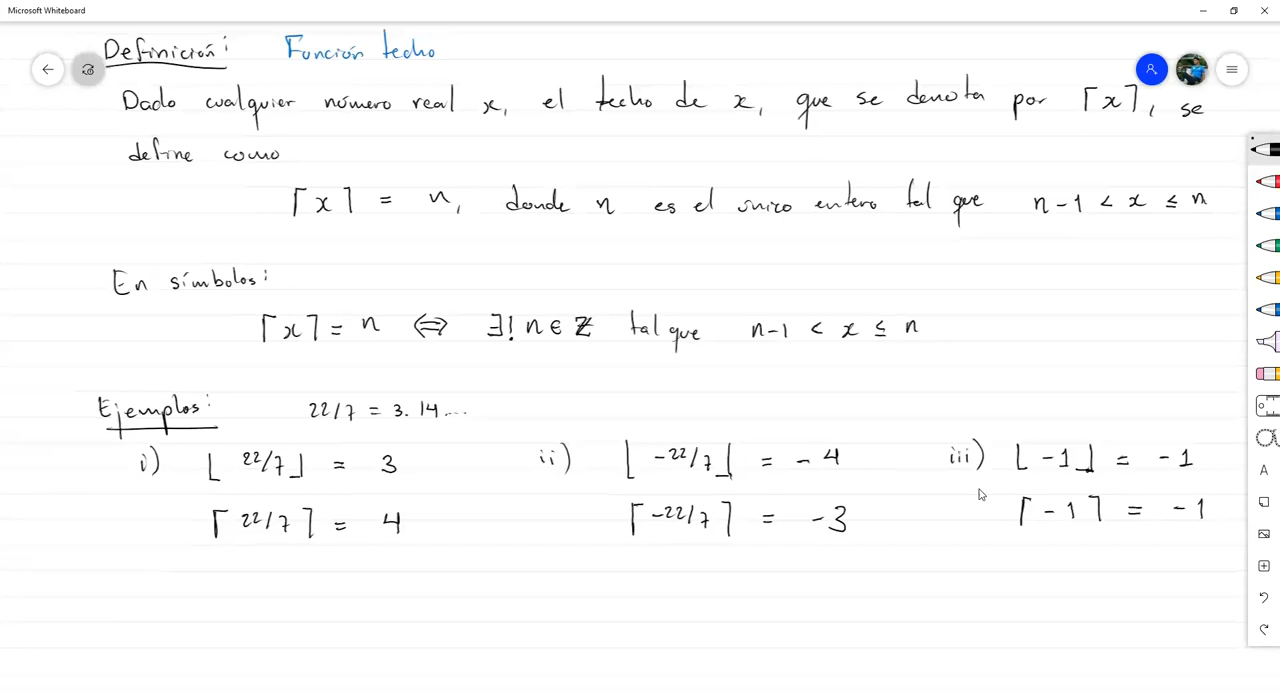 Microsoft Whiteboard
Definición: Función techo
Dado cualquier número real x, el techo de x, que se denota por ⌈x⌉, se
define como
⌈x⌉ = n, donde n es el único entero tal que n-1 < x ≤ n
En símbolos:
⌈x⌉ = n ⟺ ∃! n ∈ ℤ tal que n-1 < x ≤ n
Ejemplos: 22/7 = 3.14...
i) ⌊22/7⌋ = 3 ii) ⌊-22/7⌋ = -4 iii) ⌊-1⌋ = -1
⌈22/7⌉ = 4 ⌈-22/7⌉ = -3 ⌈-1⌉ = -1